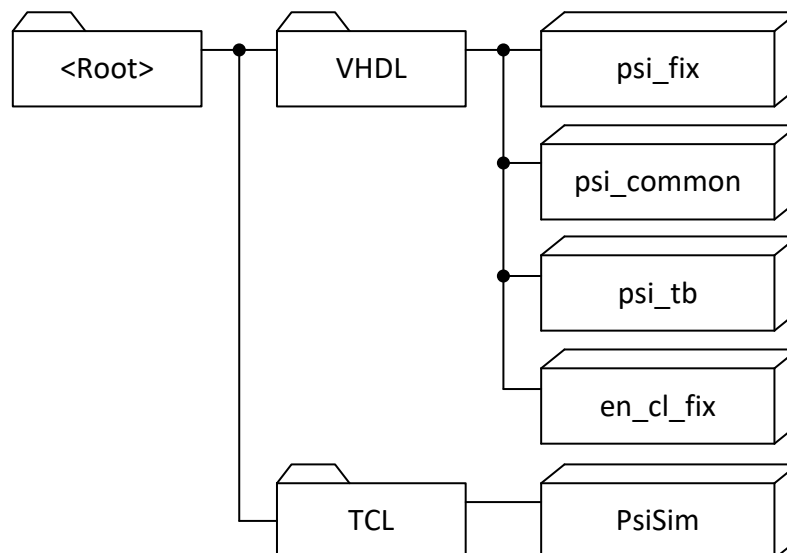 <Root>
VHDL
psi_fix
psi_common
psi_tb
en_cl_fix
TCL
PsiSim